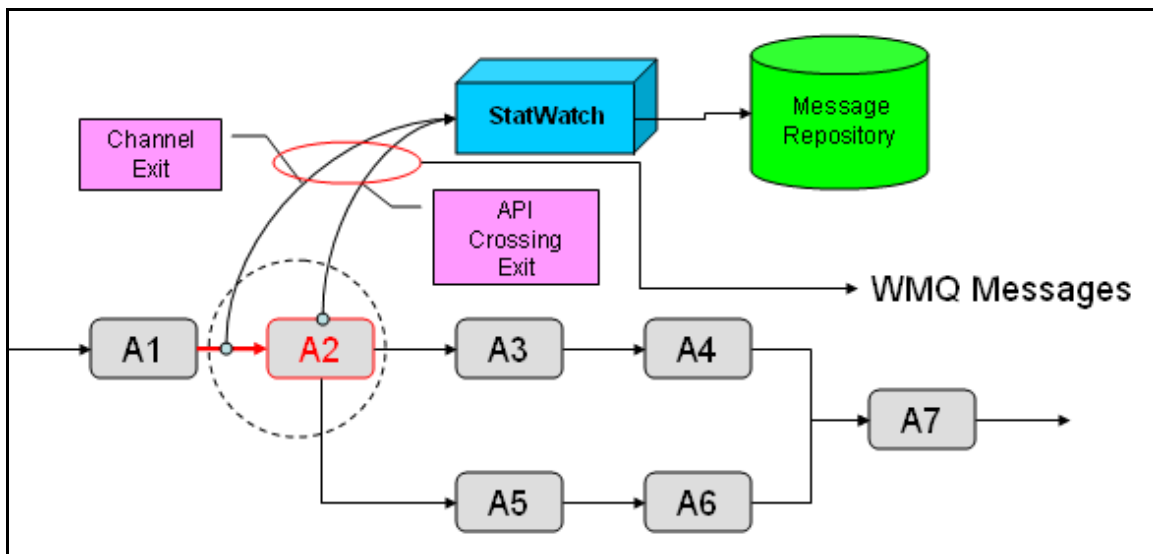 StatWatch
Message
Repository
Channel
Exit
API
Crossing
Exit
WMQ Messages
A1
A2
A3
A4
A7
A5
A6